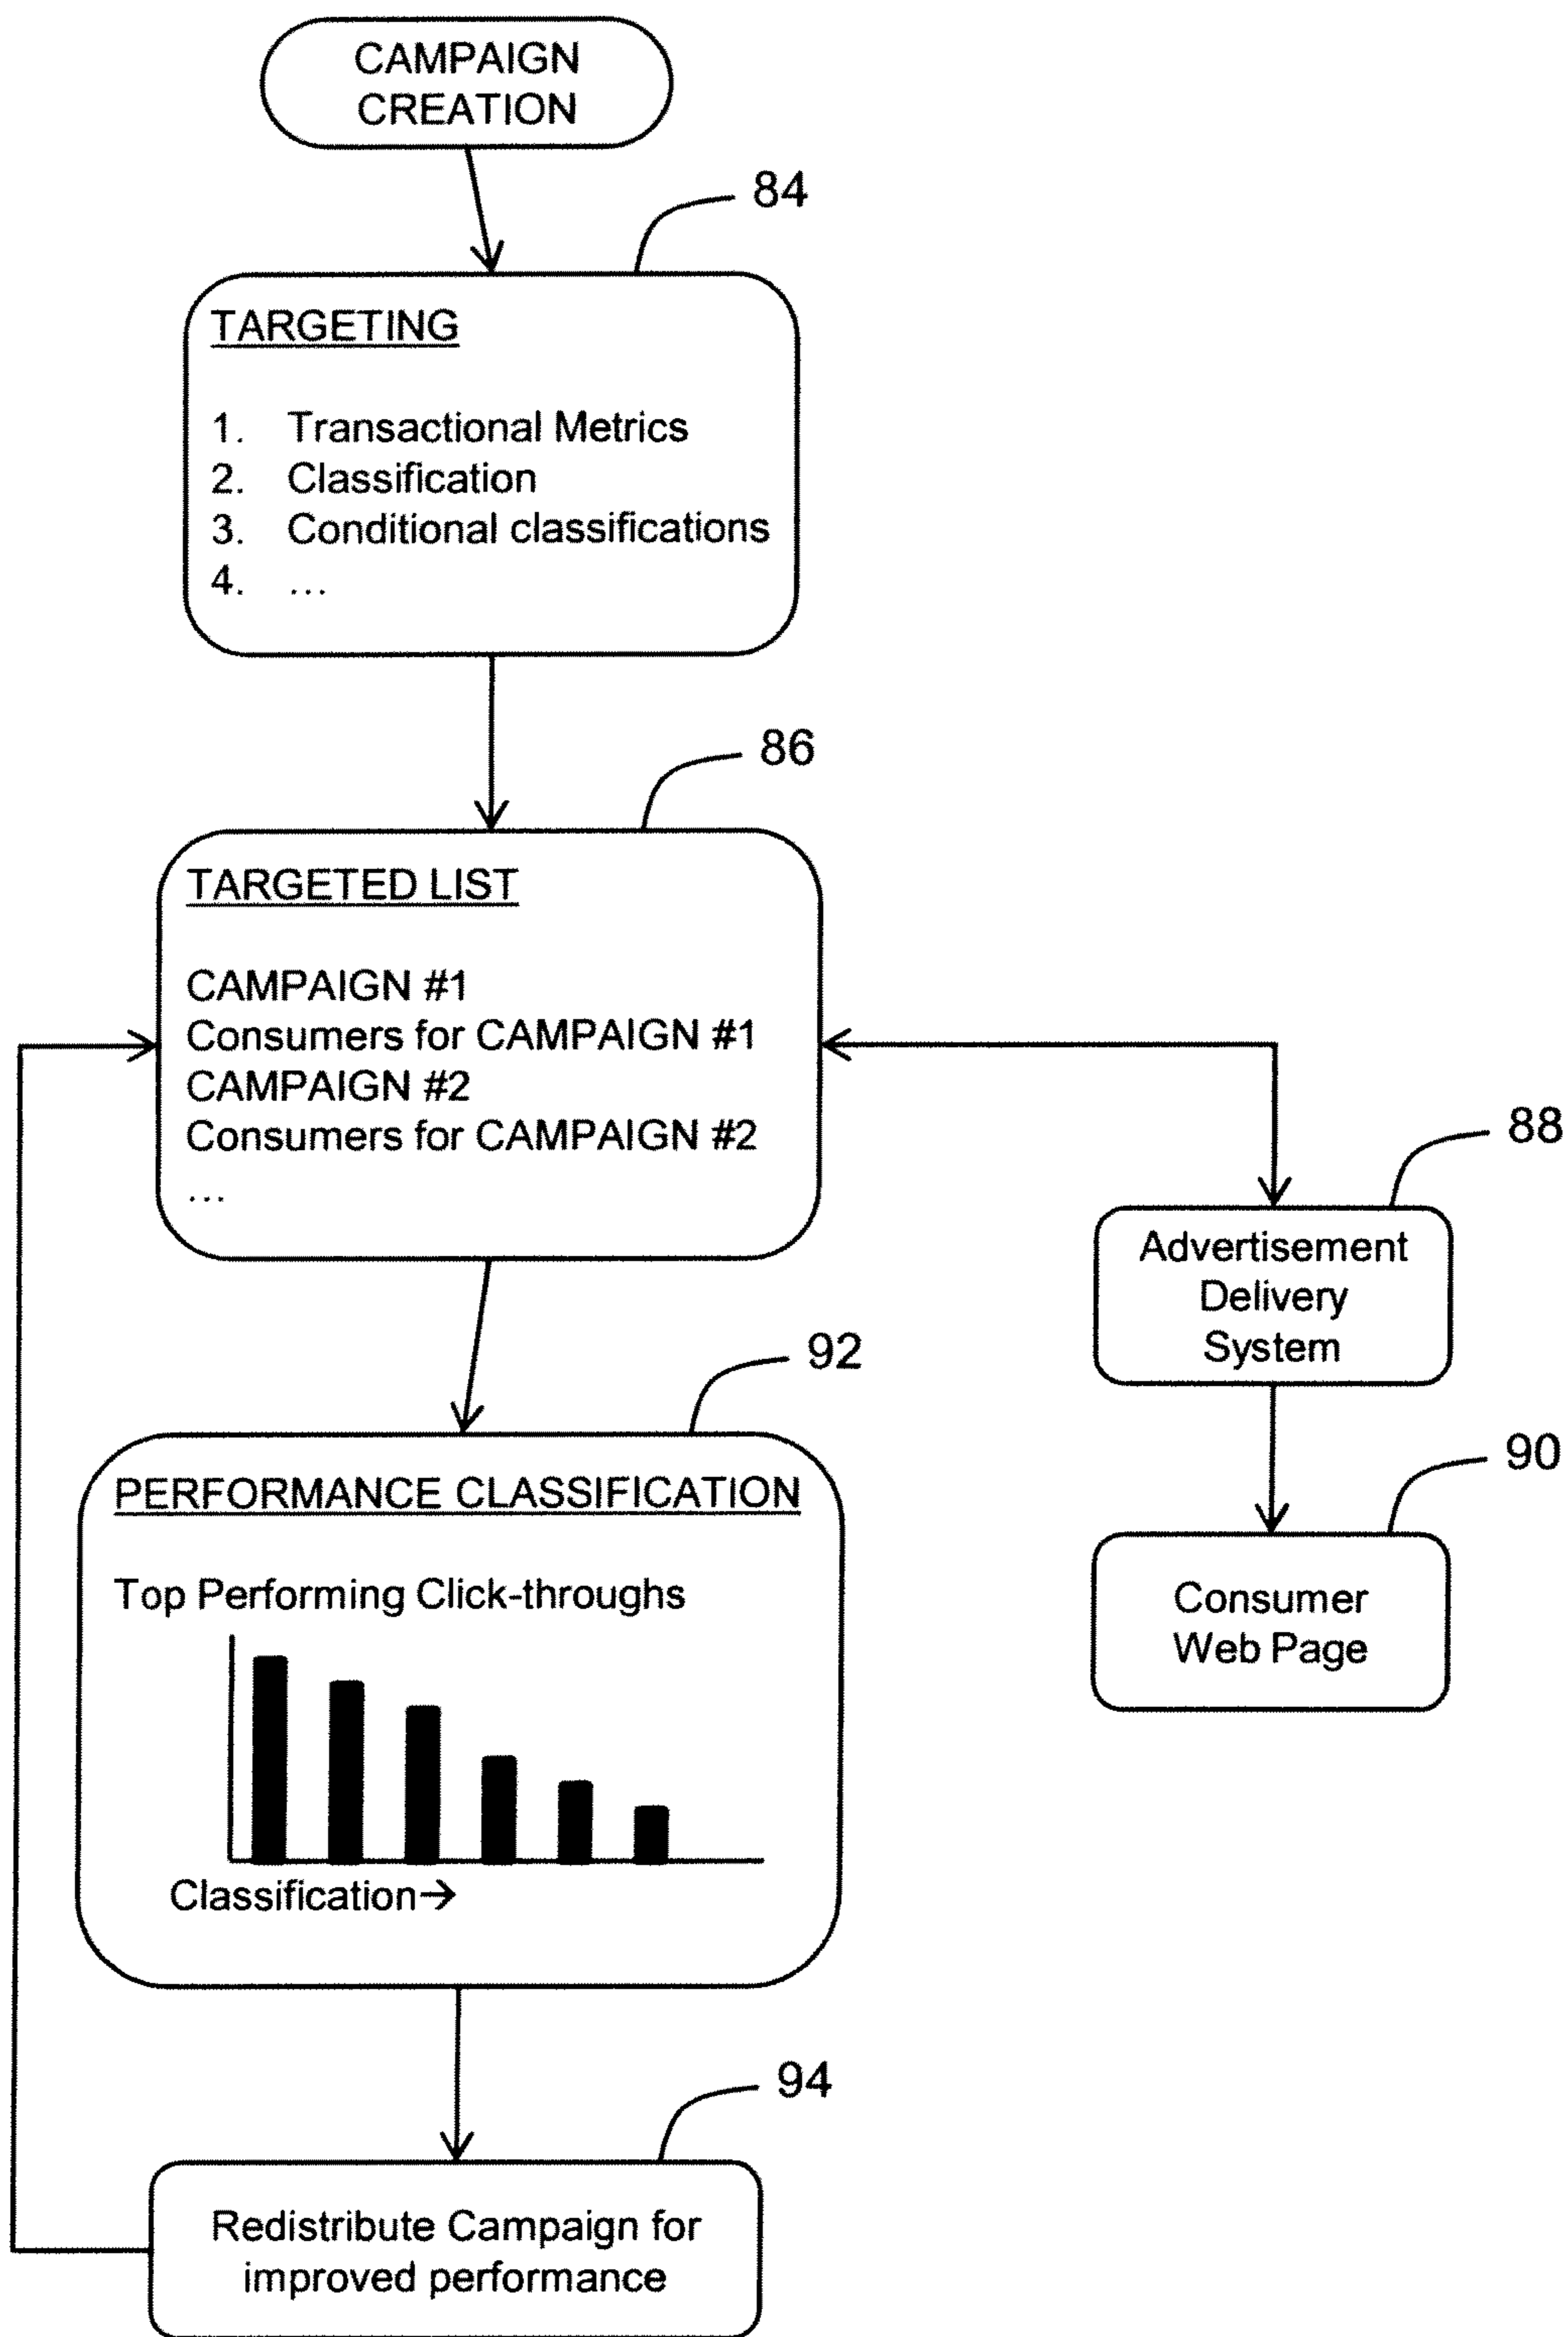 CAMPAIGN
CREATION
84
TARGETING
1. Transactional Metrics
2. Classification
3. Conditional classifications
4. ...
86
TARGETED LIST
CAMPAIGN #1
Consumers for CAMPAIGN #1
CAMPAIGN #2
Consumers for CAMPAIGN #2
...
88
Advertisement
Delivery
System
92
PERFORMANCE CLASSIFICATION
Top Performing Click-throughs
Classification→
90
Consumer
Web Page
94
Redistribute Campaign for
improved performance